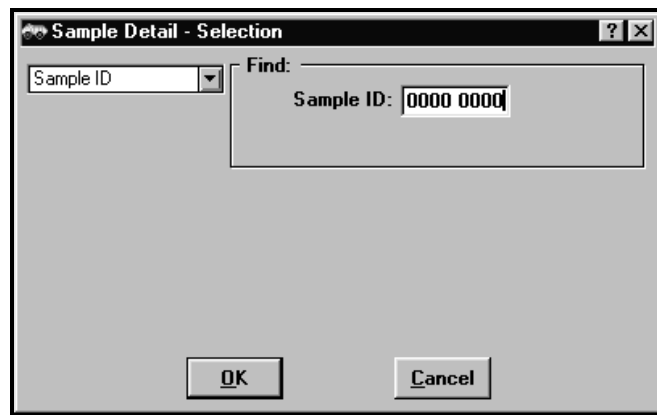 Sample Detail - Selection
Sample ID
Find:
Sample ID: 0000 0000
OK
Cancel